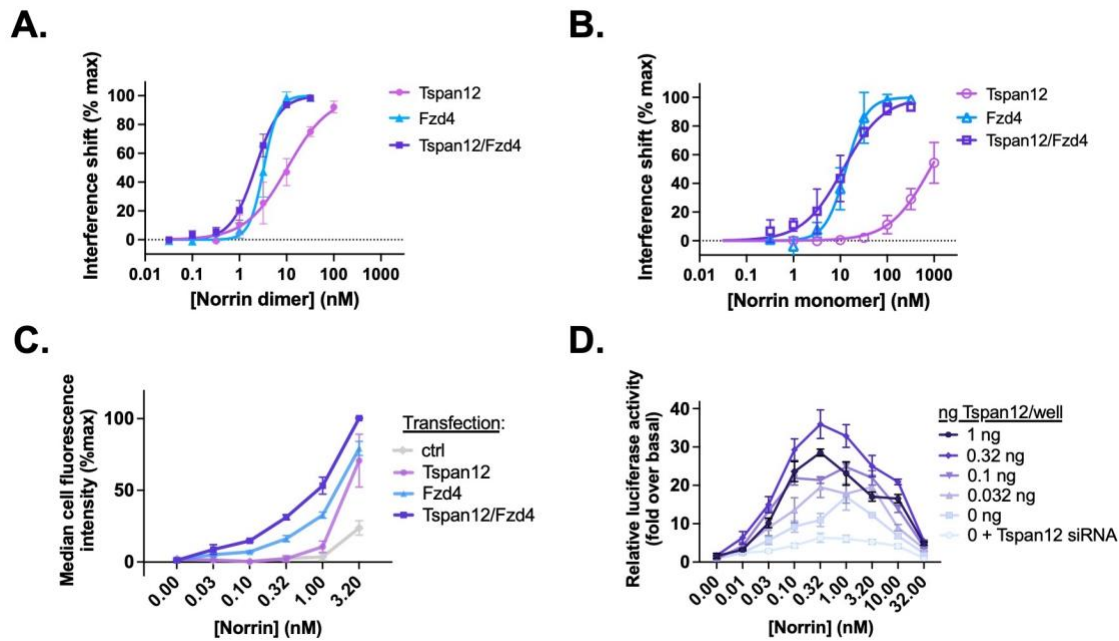 A.
Interference shift (% max)
100
80
60
40
20
0
0.01 0.1 1 10 100 1000
[Norrin dimer] (nM)
Tspan12
Fzd4
Tspan12/Fzd4
B.
Interference shift (% max)
100
80
60
40
20
0
0.01 0.1 1 10 100 1000
[Norrin monomer] (nM)
Tspan12
Fzd4
Tspan12/Fzd4
C.
Median cell fluorescence
intensity (%max)
100
50
0
0.00 0.03 0.10 0.32 1.00 3.20
[Norrin] (nM)
Transfection:
ctrl
Tspan12
Fzd4
Tspan12/Fzd4
D.
Relative luciferase activity
(fold over basal)
40
30
20
10
0
0.00 0.01 0.03 0.10 0.32 1.00 3.20 10.00 32.00
[Norrin] (nM)
ng Tspan12/well
1 ng
0.32 ng
0.1 ng
0.032 ng
0 ng
0 + Tspan12 siRNA